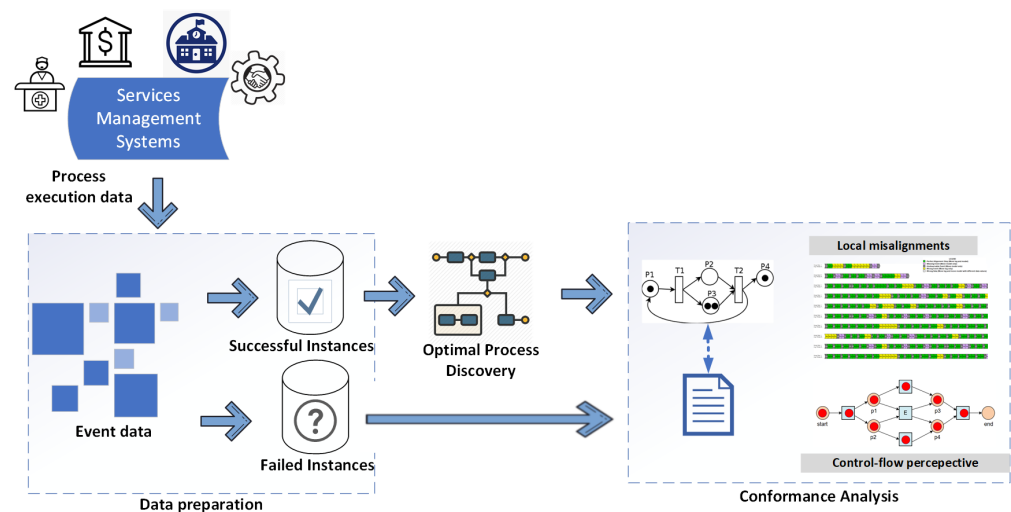 Services
Management
Systems
Process
execution data
Event data
Successful Instances
Failed Instances
Data preparation
Optimal Process
Discovery
P1
T1
P2
P3
T2
P4
Local misalignments
start
p1
p2
E
p3
p4
end
Control-flow percepective
Conformance Analysis